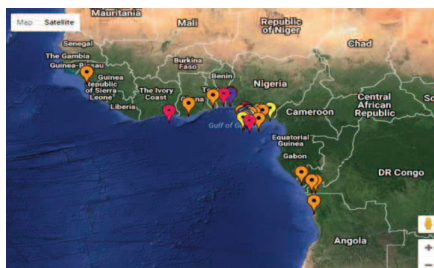 Map Satellite
Mauritania
Mali
Republic
of Niger
Chad
Senegal
The Gambia
Guinea-Bissau
Guinea
Burkina
Faso
Benin
Nigeria
Republic
of Sierra
Leone
The Ivory
Coast
Liberia
Cameroon
Central
African
Republic
Gulf of
Equatorial
Guinea
Gabon
DR Congo
Angola